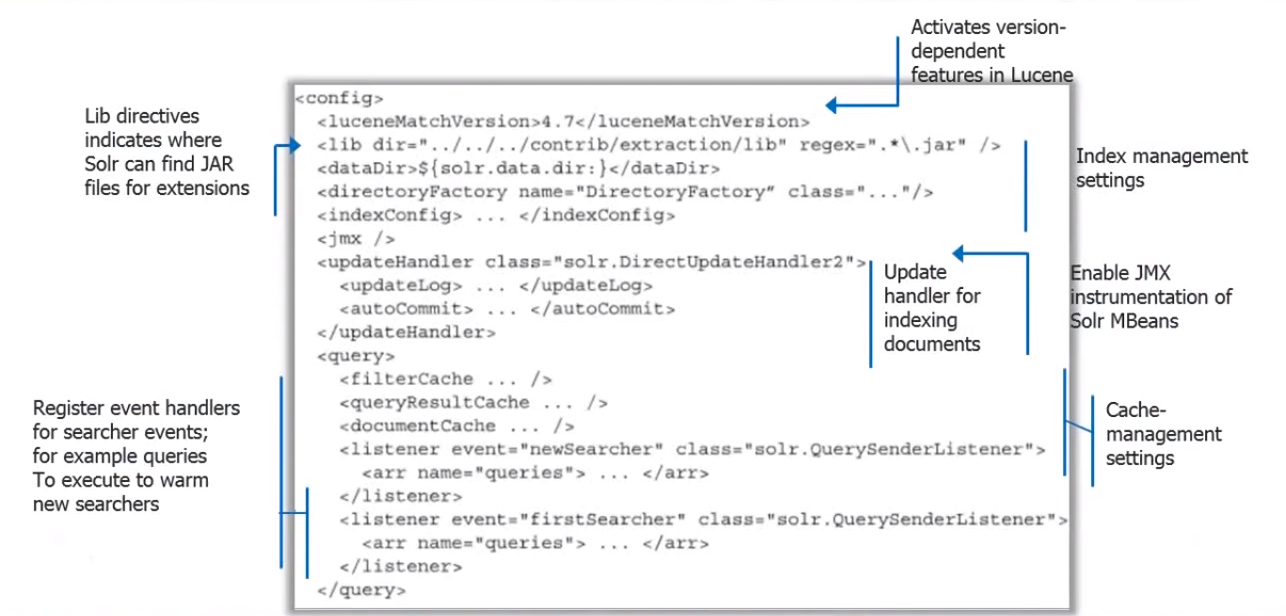 Activates version-
dependent
features in Lucene
Lib directives
indicates where
Solr can find JAR
files for extensions
<config>
<luceneMatchVersion>4.7</luceneMatchVersion>
<lib dir="../../../contrib/extraction/lib" regex=".*\.jar" />
<dataDir>${solr.data.dir:}</dataDir>
<directoryFactory name="DirectoryFactory" class="..."/>
<indexConfig> ... </indexConfig>
<jmx />
<updateHandler class="solr.DirectUpdateHandler2">
<updateLog> ... </updateLog>
<autoCommit> ... </autoCommit>
</updateHandler>
<query>
<filterCache ... />
<queryResultCache ... />
<documentCache ... />
<listener event="newSearcher" class="solr.QuerySenderListener">
<arr name="queries"> ... </arr>
</listener>
<listener event="firstSearcher" class="solr.QuerySenderListener">
<arr name="queries"> ... </arr>
</listener>
</query>
Index management
settings
Update
handler for
indexing
documents
Enable JMX
instrumentation of
Solr MBeans
Register event handlers
for searcher events;
for example queries
To execute to warm
new searchers
Cache-
management
settings